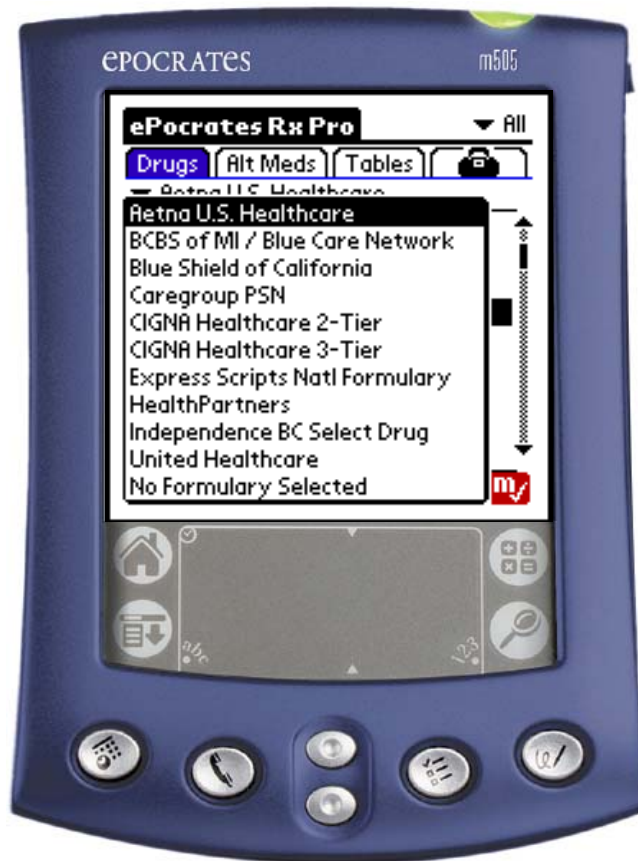 ePOCRATES m505
ePocrates Rx Pro All
Drugs Alt Meds Tables
Aetna U.S. Healthcare
Aetna U.S. Healthcare
BCBS of MI / Blue Care Network
Blue Shield of California
Caregroup PSN
CIGNA Healthcare 2-Tier
CIGNA Healthcare 3-Tier
Express Scripts Natl Formulary
HealthPartners
Independence BC Select Drug
United Healthcare
No Formulary Selected
m
abc 123